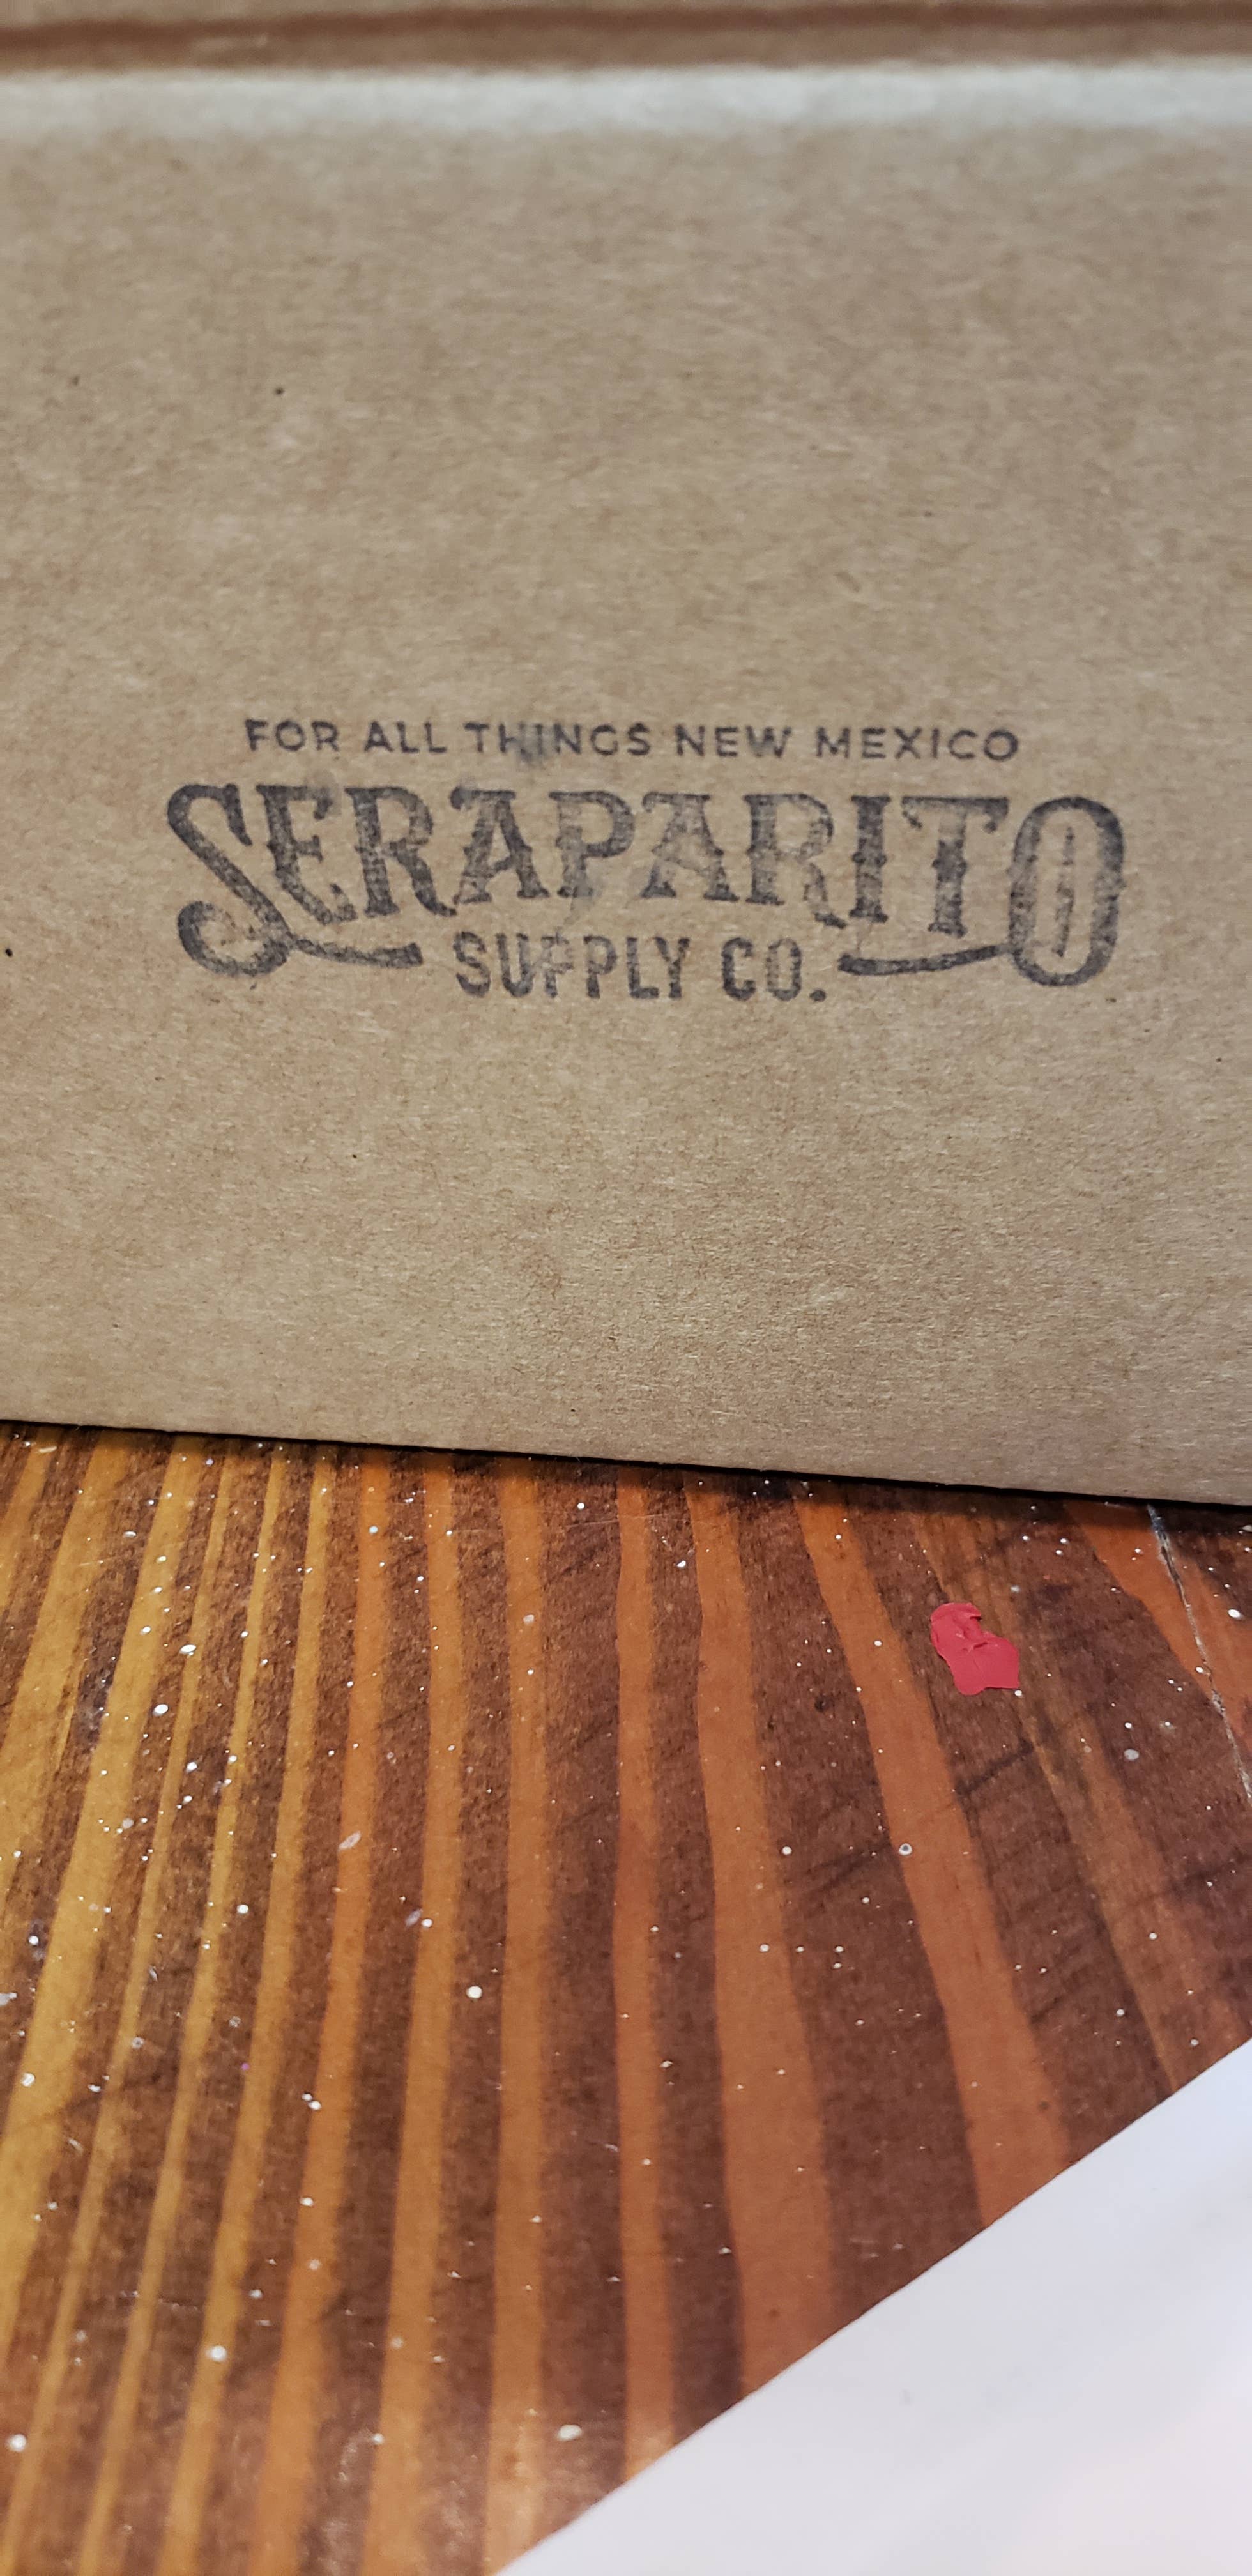 FOR ALL THINGS NEW MEXICO
SERAPARITO
SUPPLY CO.